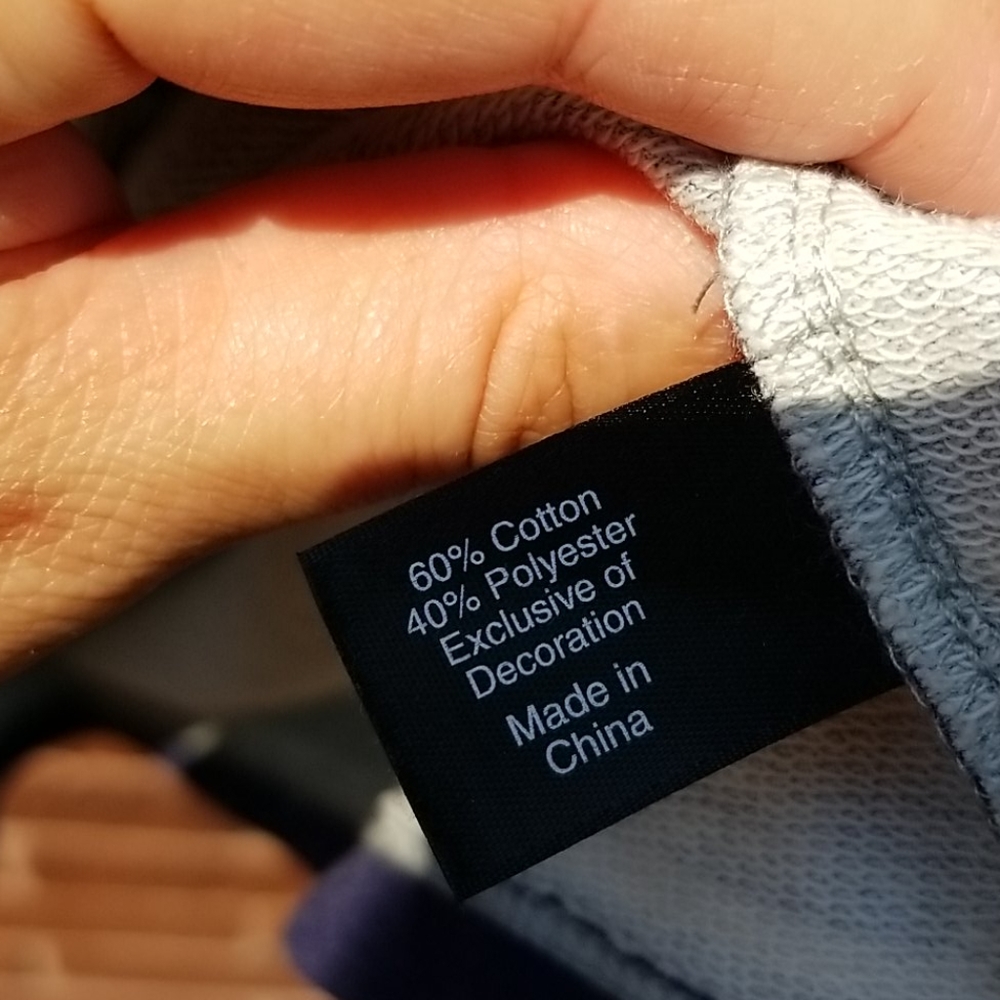 60% Cotton
40% Polyester
Exclusive of
Decoration
Made in
China